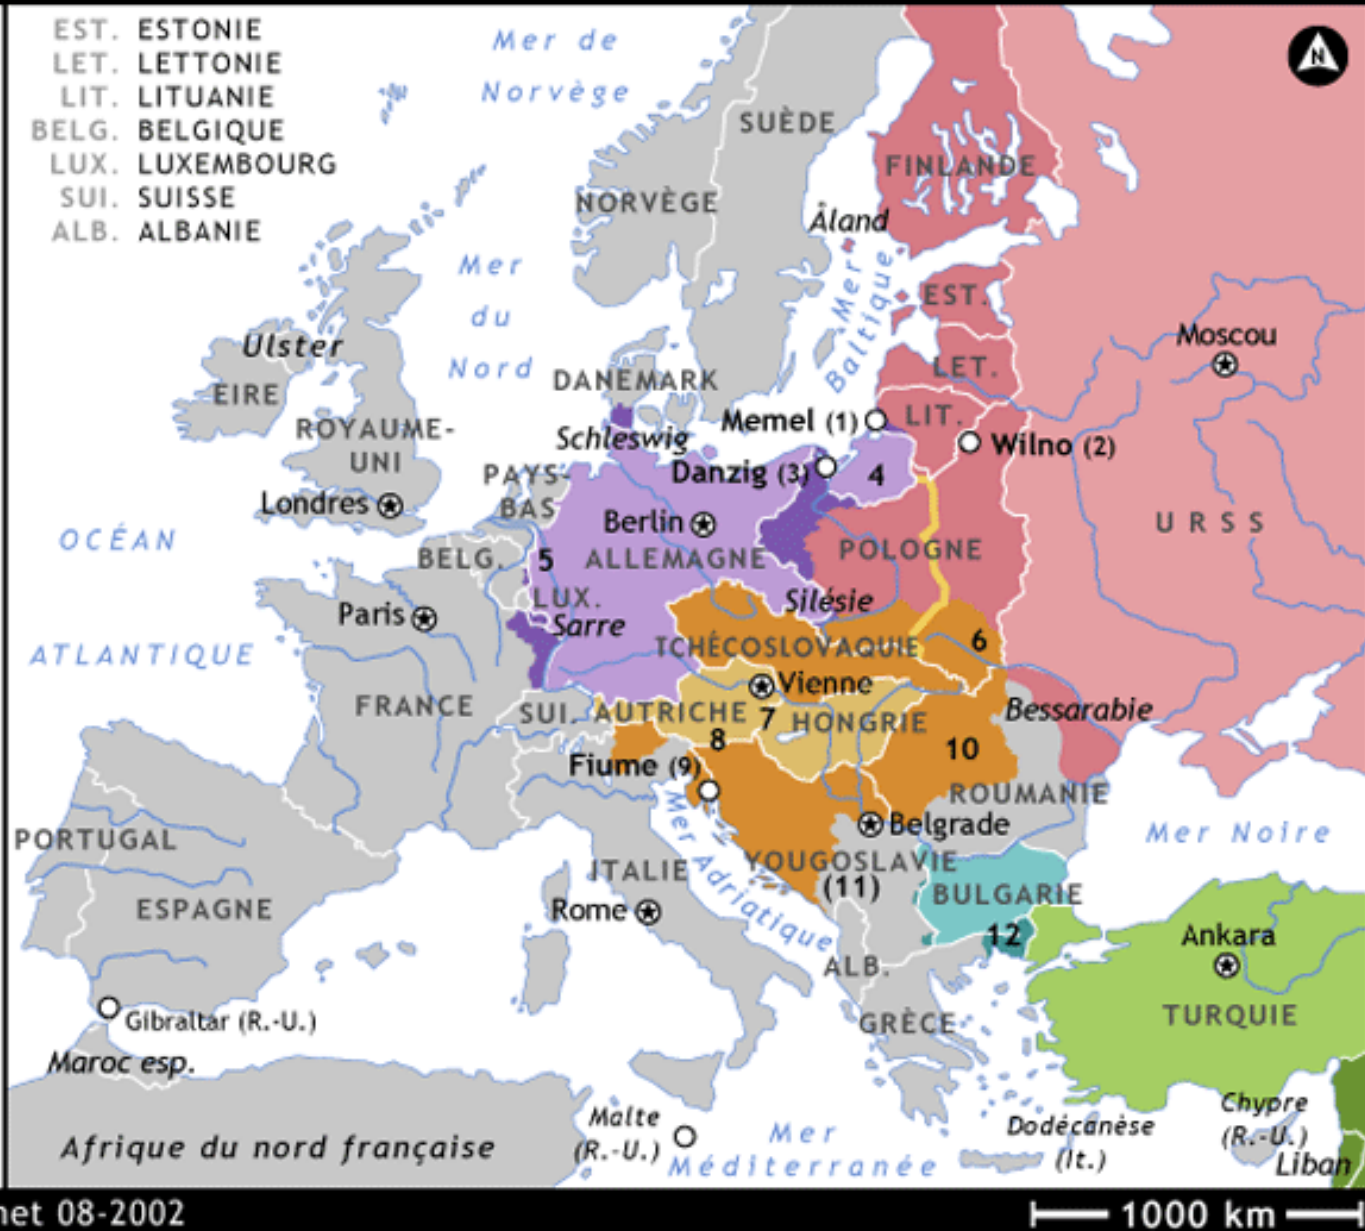 EST. ESTONIE
LET. LETTONIE
LIT. LITUANIE
BELG. BELGIQUE
LUX. LUXEMBOURG
SUI. SUISSE
ALB. ALBANIE
N
Mer de
Norvège
SUÈDE
FINLANDE
NORVÈGE
Åland
Mer
Baltique
Mer
du
Nord
EST.
Moscou
Ulster
LET.
EIRE
DANEMARK
ROYAUME-
UNI
Memel (1)
LIT.
Schleswig
Wilno (2)
PAYS-
BAS
Danzig (3)
4
Londres
Berlin
URSS
OCÉAN
ATLANTIQUE
BELG.
5
ALLEMAGNE
POLOGNE
LUX.
Silésie
Paris
Sarre
TCHÉCOSLOVAQUIE
6
Vienne
FRANCE
SUI.
AUTRICHE
7
HONGRIE
Bessarabie
8
10
Fiume (9)
ROUMANIE
Belgrade
Mer Noire
PORTUGAL
Mer Adriatique
YOUGOSLAVIE
(11)
ITALIE
BULGARIE
ESPAGNE
Rome
12
Ankara
ALB.
TURQUIE
Gibraltar (R.-U.)
GRÈCE
Maroc esp.
Malte
(R.-U.)
Mer
Méditerranée
Dodécanèse
(It.)
Chypre
(R.-U.)
Liban
Afrique du nord française
net 08-2002
1000 km